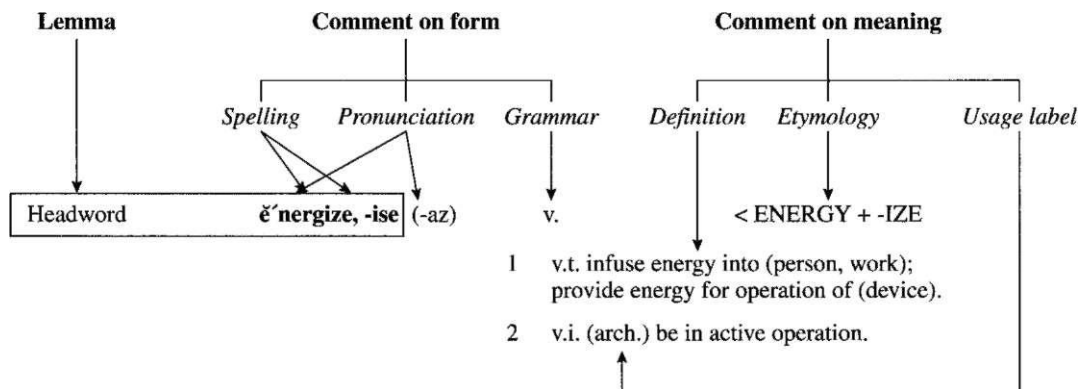 Lemma Comment on form Comment on meaning
Spelling Pronunciation Grammar Definition Etymology Usage label
Headword ĕ´nergize, -ise (-az) v. < ENERGY + -IZE
1 v.t. infuse energy into (person, work);
provide energy for operation of (device).
2 v.i. (arch.) be in active operation.